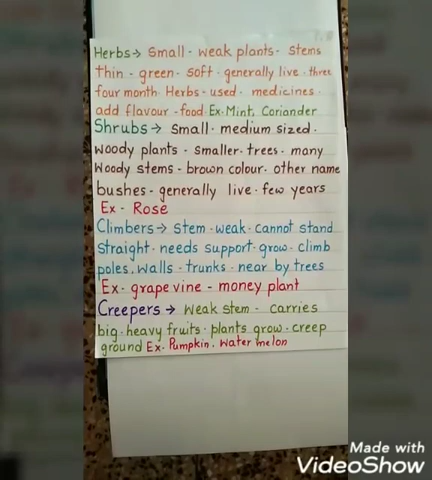 Herbs → Small - weak plants - stems
thin - green - soft - generally live - three
four month. Herbs - used - medicines -
add flavour - food. Ex. Mint, Coriander
Shrubs → Small - medium sized -
woody plants - smaller - trees - many
woody stems - brown colour - other name
bushes - generally live - few years
Ex - Rose
Climbers → stem - weak - cannot stand
straight - needs support - grow - climb
poles, walls - trunks - near by trees
Ex - grape vine - money plant
Creepers → weak stem - carries
big - heavy fruits - plants grow - creep
ground Ex. Pumpkin, water melon
Made with
VideoShow